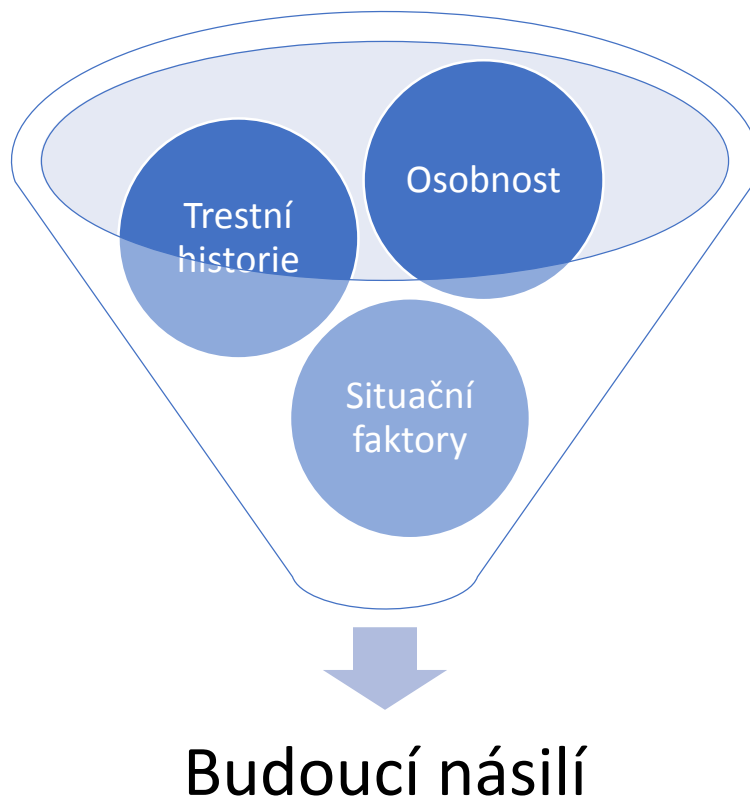 Osobnost
Trestní
historie
Situační
faktory
Budoucí násilí